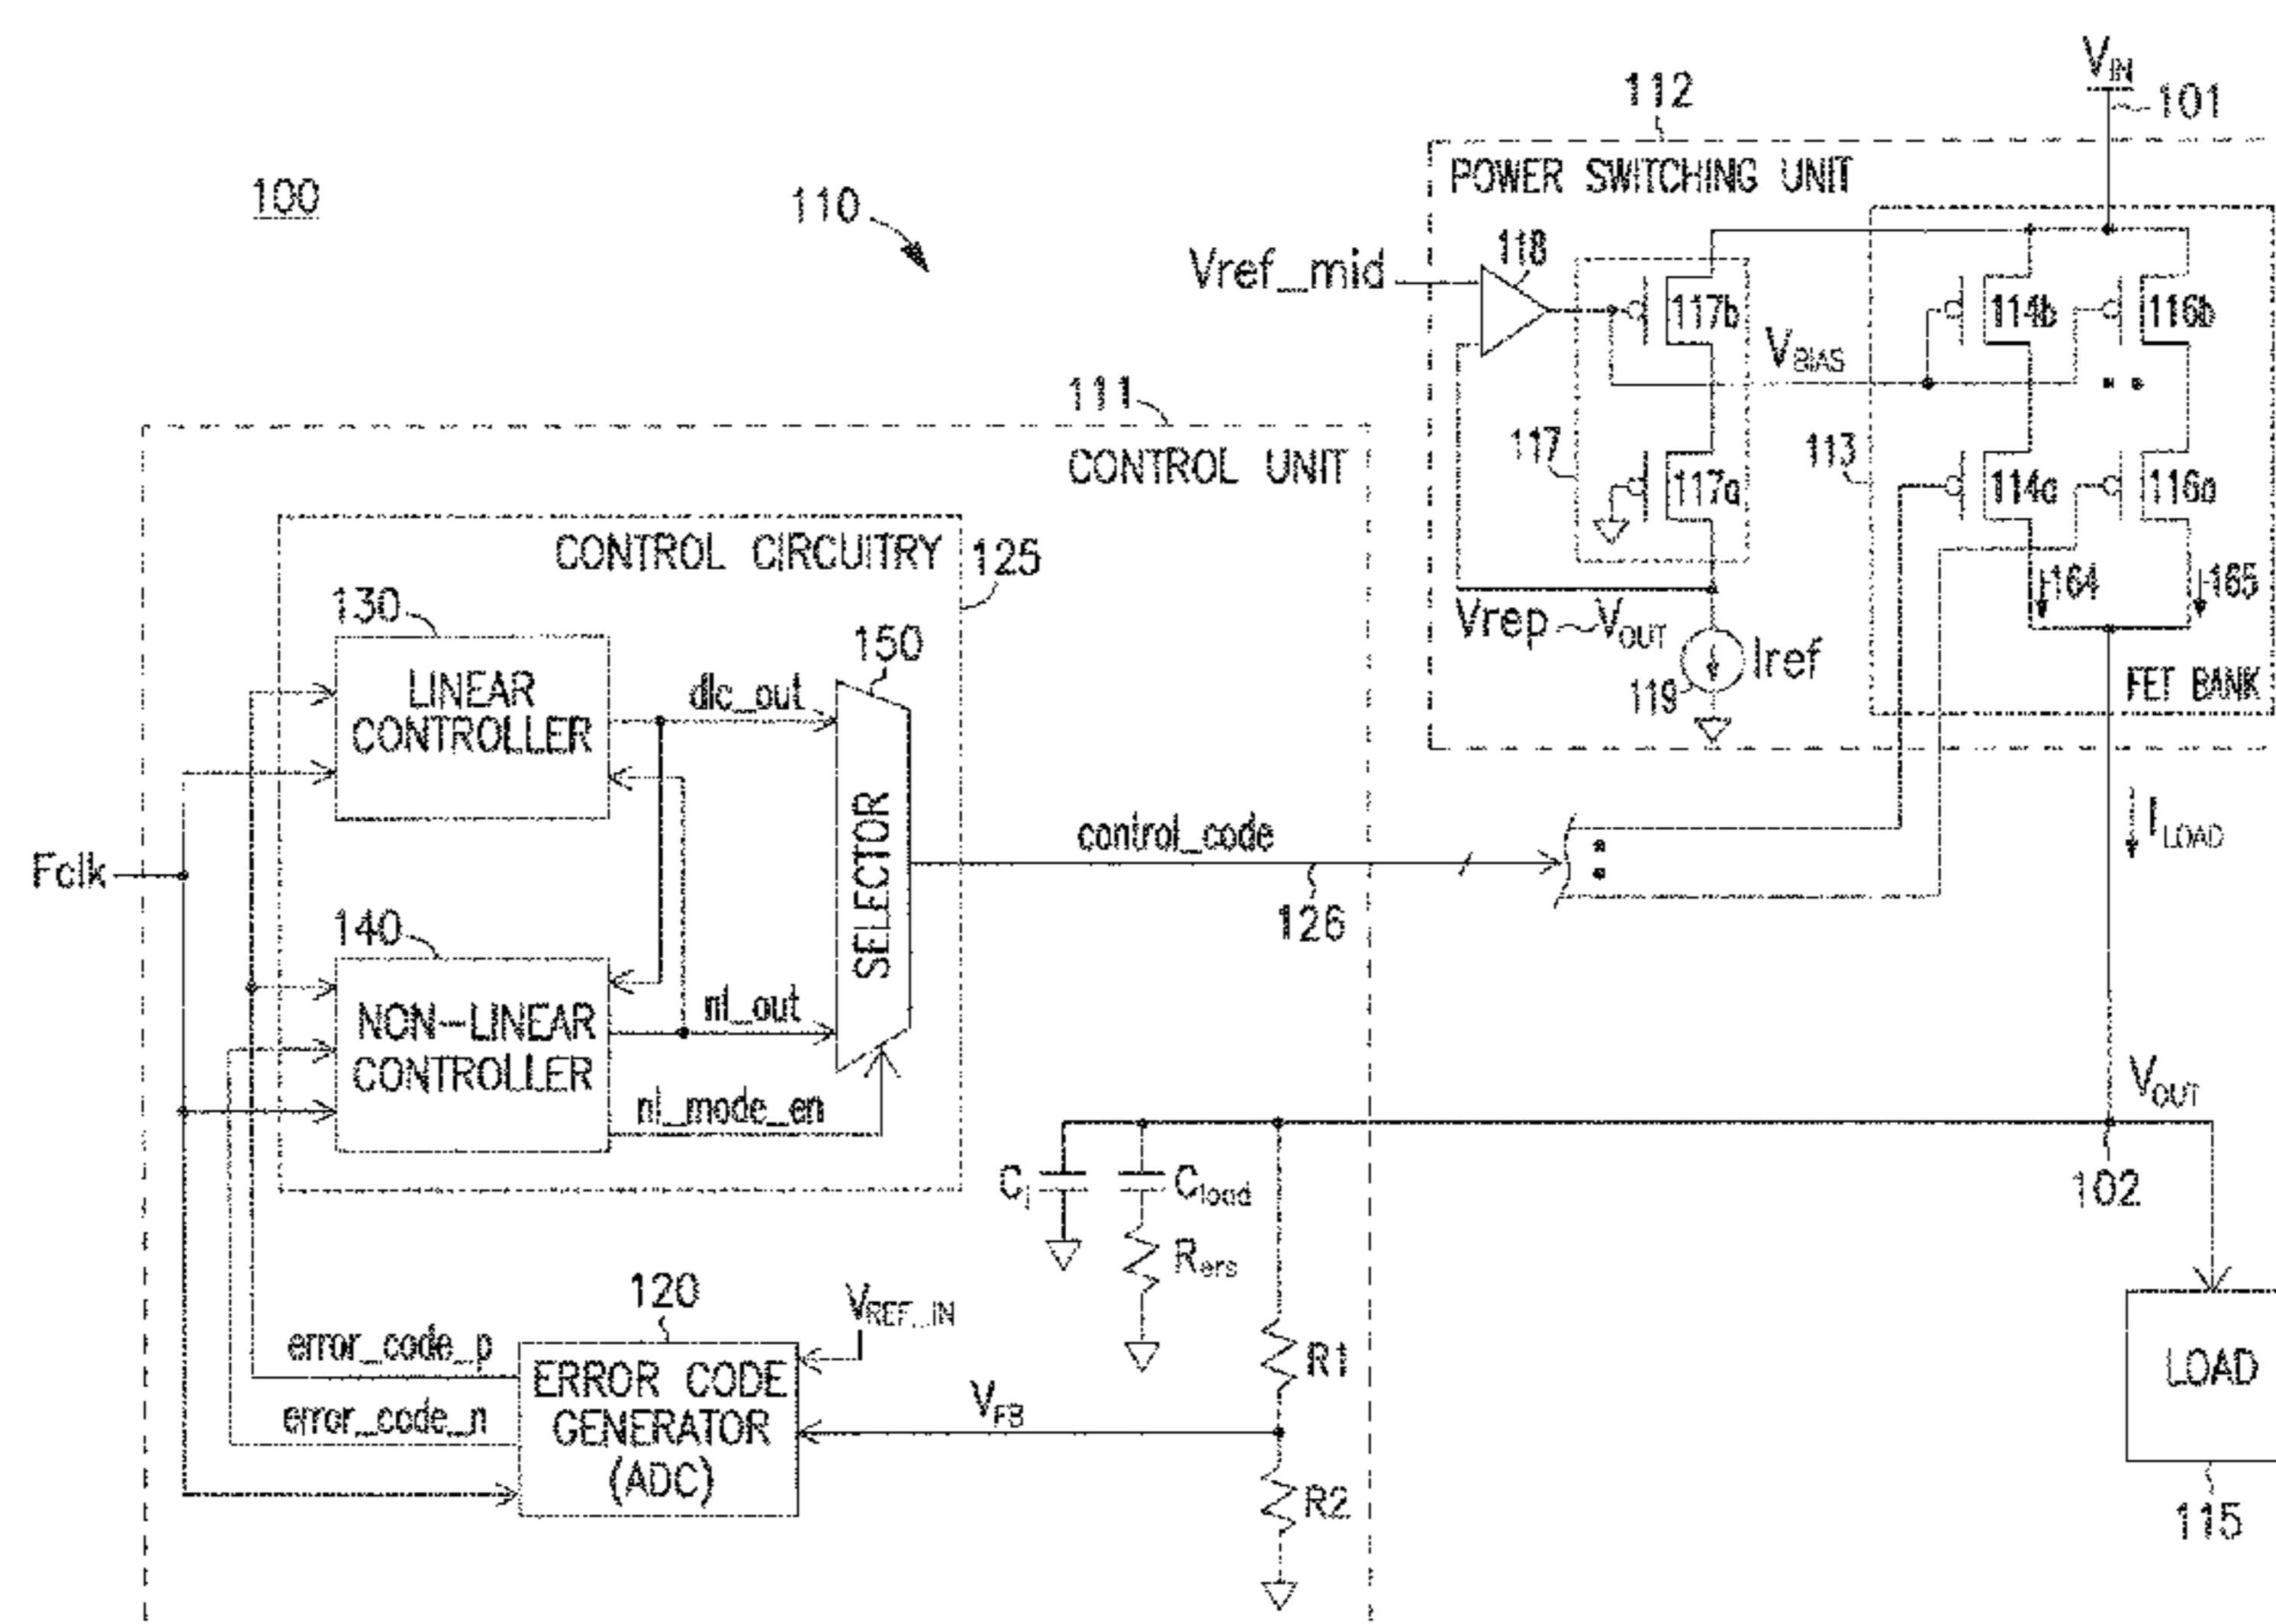 V_IN
101
112
POWER SWITCHING UNIT
100
110
Vref_mid
118
117b
114b
116b
V_BIAS
111
CONTROL UNIT
117
113
117a
114a
116a
CONTROL CIRCUITRY
125
164
165
130
Vrep~V_OUT
150
Iref
LINEAR
CONTROLLER
dlc_out
119
FET BANK
SELECTOR
control_code
I_LOAD
Fclk
126
140
NON-LINEAR
CONTROLLER
nl_out
nl_mode_en
V_OUT
C_l
C_load
102
R_ers
120
V_REF_IN
error_code_p
ERROR CODE
GENERATOR
(ADC)
R1
LOAD
error_code_n
V_FB
R2
115